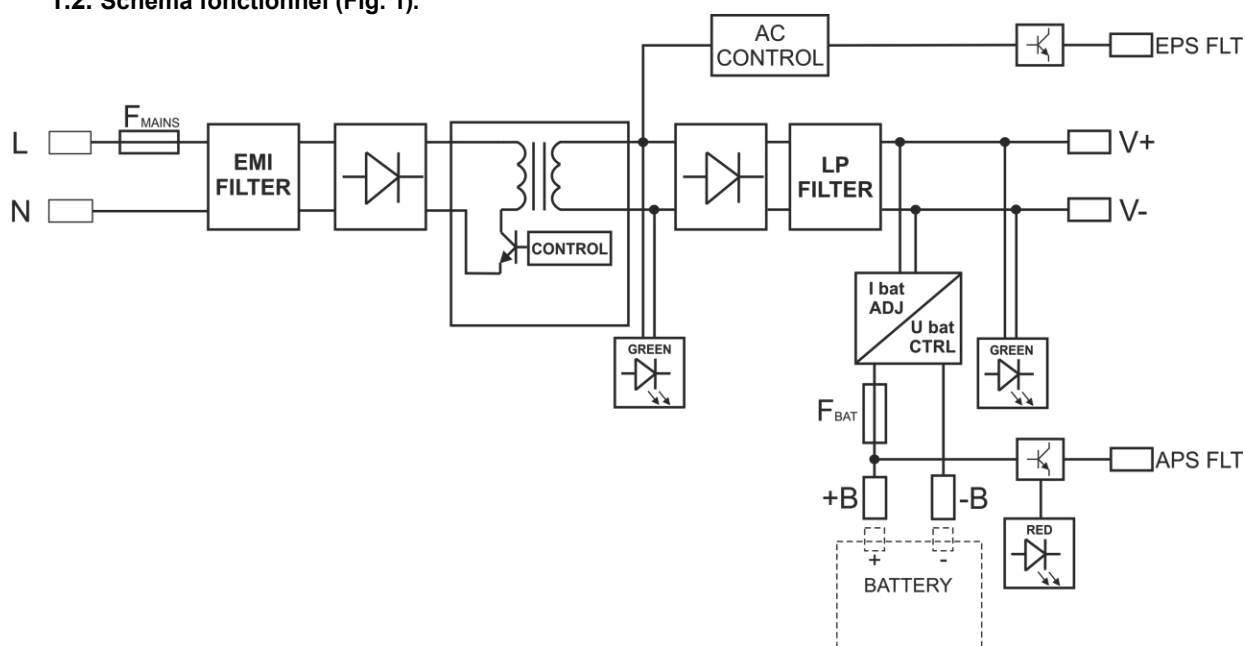 1.2. Schéma fonctionnel (Fig. 1).
AC
CONTROL
EPS FLT
L
F MAINS
EMI
FILTER
LP
FILTER
V+
N
V-
CONTROL
I bat
ADJ
U bat
CTRL
GREEN
GREEN
F BAT
APS FLT
+B
-B
RED
+
-
BATTERY